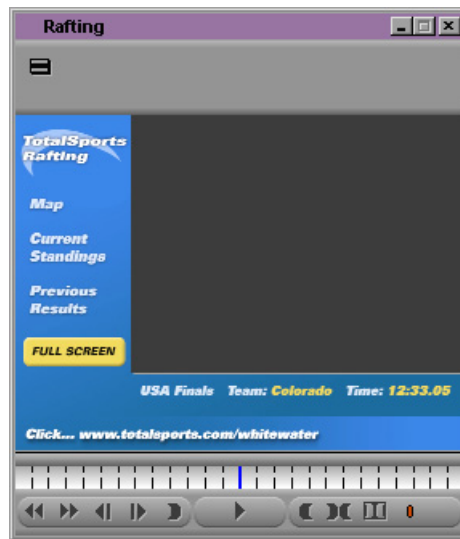 Rafting
TotalSports
Rafting
Map
Current
Standings
Previous
Results
FULL SCREEN
USA Finals Team: Colorado Time: 12:33.05
Click... www.totalsports.com/whitewater
0